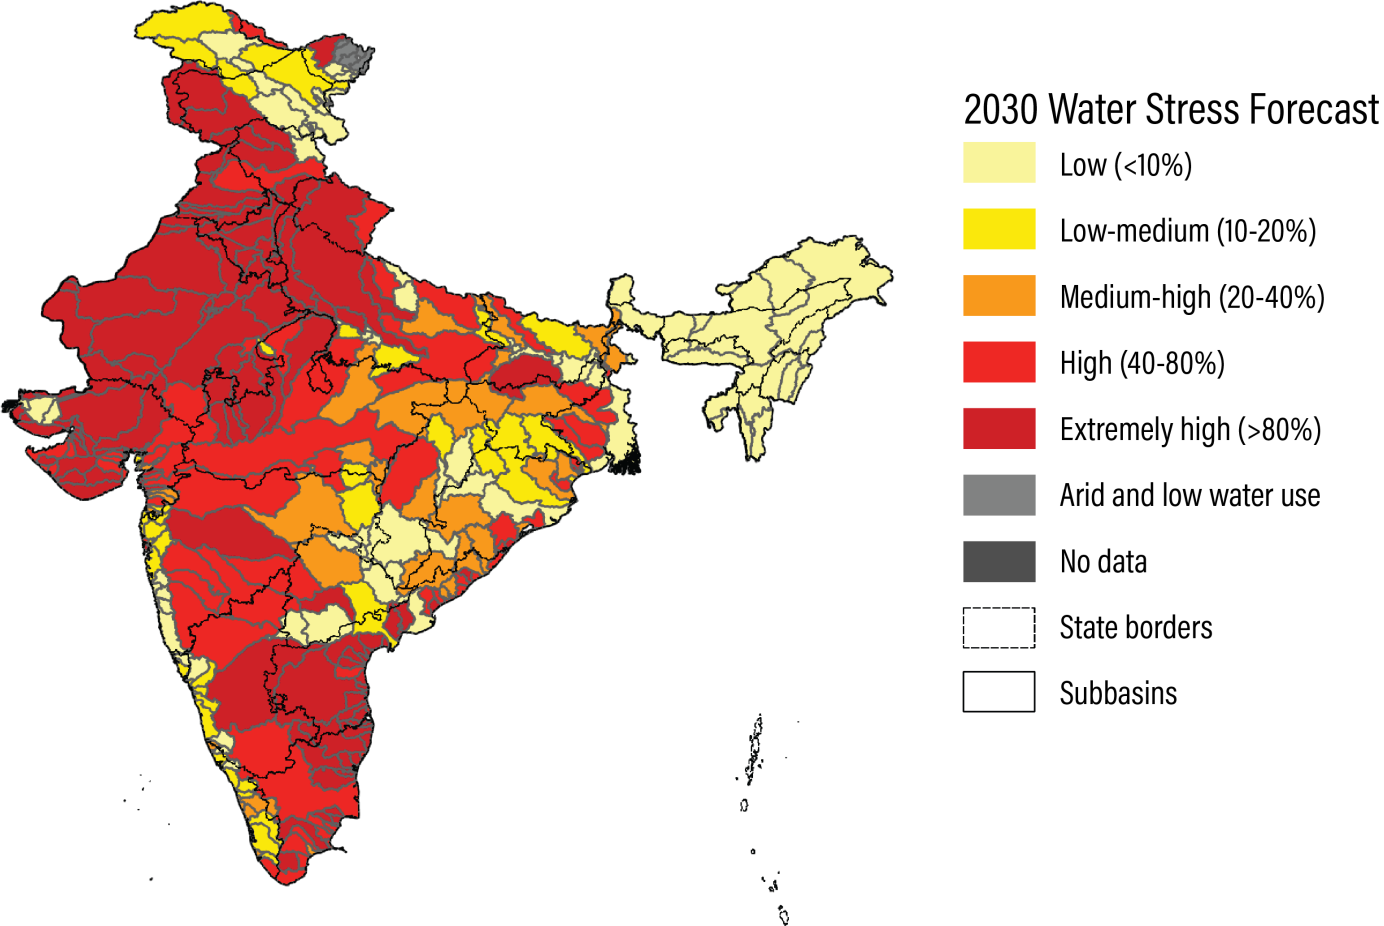 2030 Water Stress Forecast
Low (<10%)
Low-medium (10-20%)
Medium-high (20-40%)
High (40-80%)
Extremely high (>80%)
Arid and low water use
No data
State borders
Subbasins